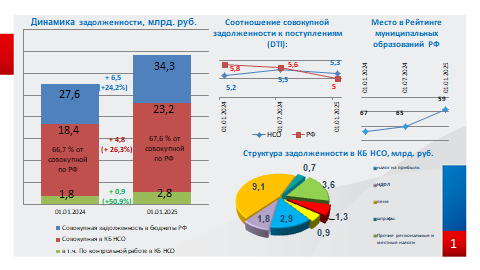 Динамика задолженности, млрд. руб.
+ 6,5
(+24,2%)
34,3
27,6
23,2
18,4
66,7 % от
совокупной
по РФ
+ 4,8
(+ 26,3%)
67,6 % от
совокупной
по РФ
+ 0,9
(+50,9%)
1,8
2,8
01.01.2024
01.01.2025
Совокупная задолженность в бюджеты РФ
Совокупная в КБ НСО
в т.ч. По контрольной работе в КБ НСО
Соотношение совокупной
задолженности к поступлениям
(DTI):
5,8
5,6
5,3
5,2
5,5
5
01.01.2024
01.07.2024
01.01.2025
НСО
РФ
Место в Рейтинге
муниципальных
образований РФ
01.01.2024
01.07.2024
01.01.2025
67
65
59
Структура задолженности в КБ НСО, млрд. руб.
0,7
3,6
1,3
0,9
2,9
1,8
9,1
налог на прибыль
НДФЛ
пени
штрафы
Прочие региональные и
местные налоги
1